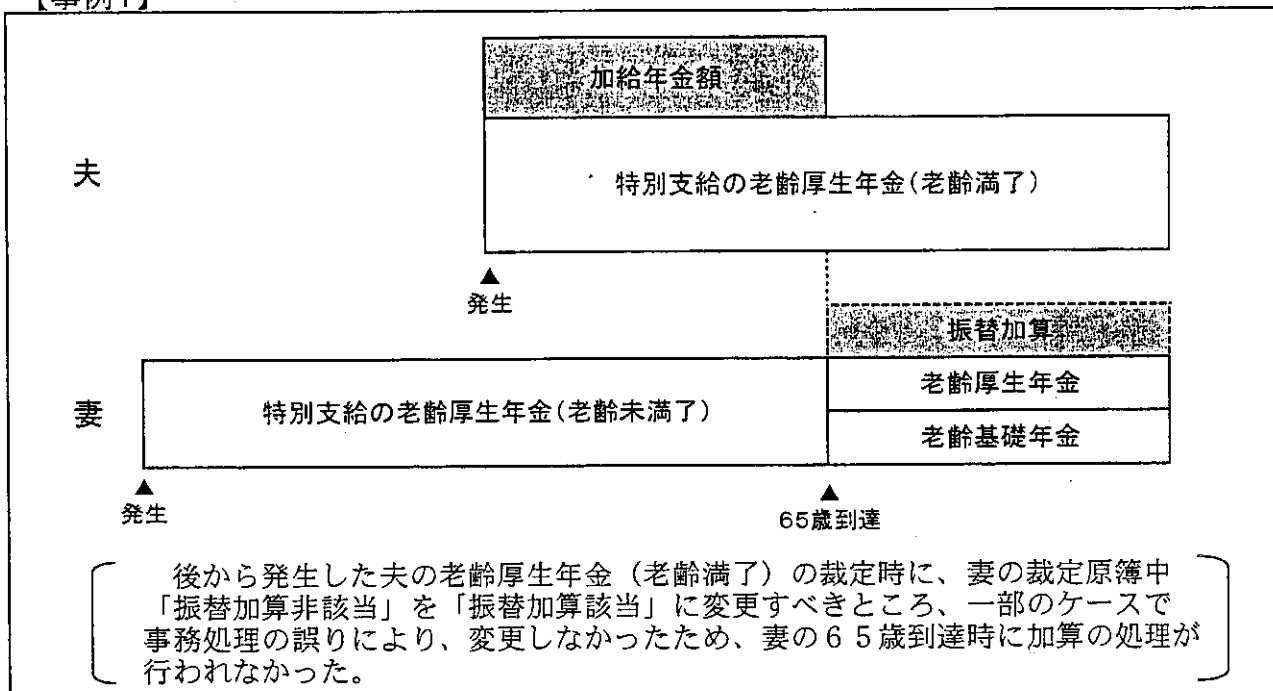 【事例1】
加給年金額
夫
特別支給の老齢厚生年金(老齢満了)
▲
発生
振替加算
妻
特別支給の老齢厚生年金(老齢未満了)
老齢厚生年金
老齢基礎年金
▲
発生
▲
65歳到達
後から発生した夫の老齢厚生年金（老齢満了）の裁定時に、妻の裁定原簿中
「振替加算非該当」を「振替加算該当」に変更すべきところ、一部のケースで
事務処理の誤りにより、変更しなかったため、妻の６５歳到達時に加算の処理が
行われなかった。